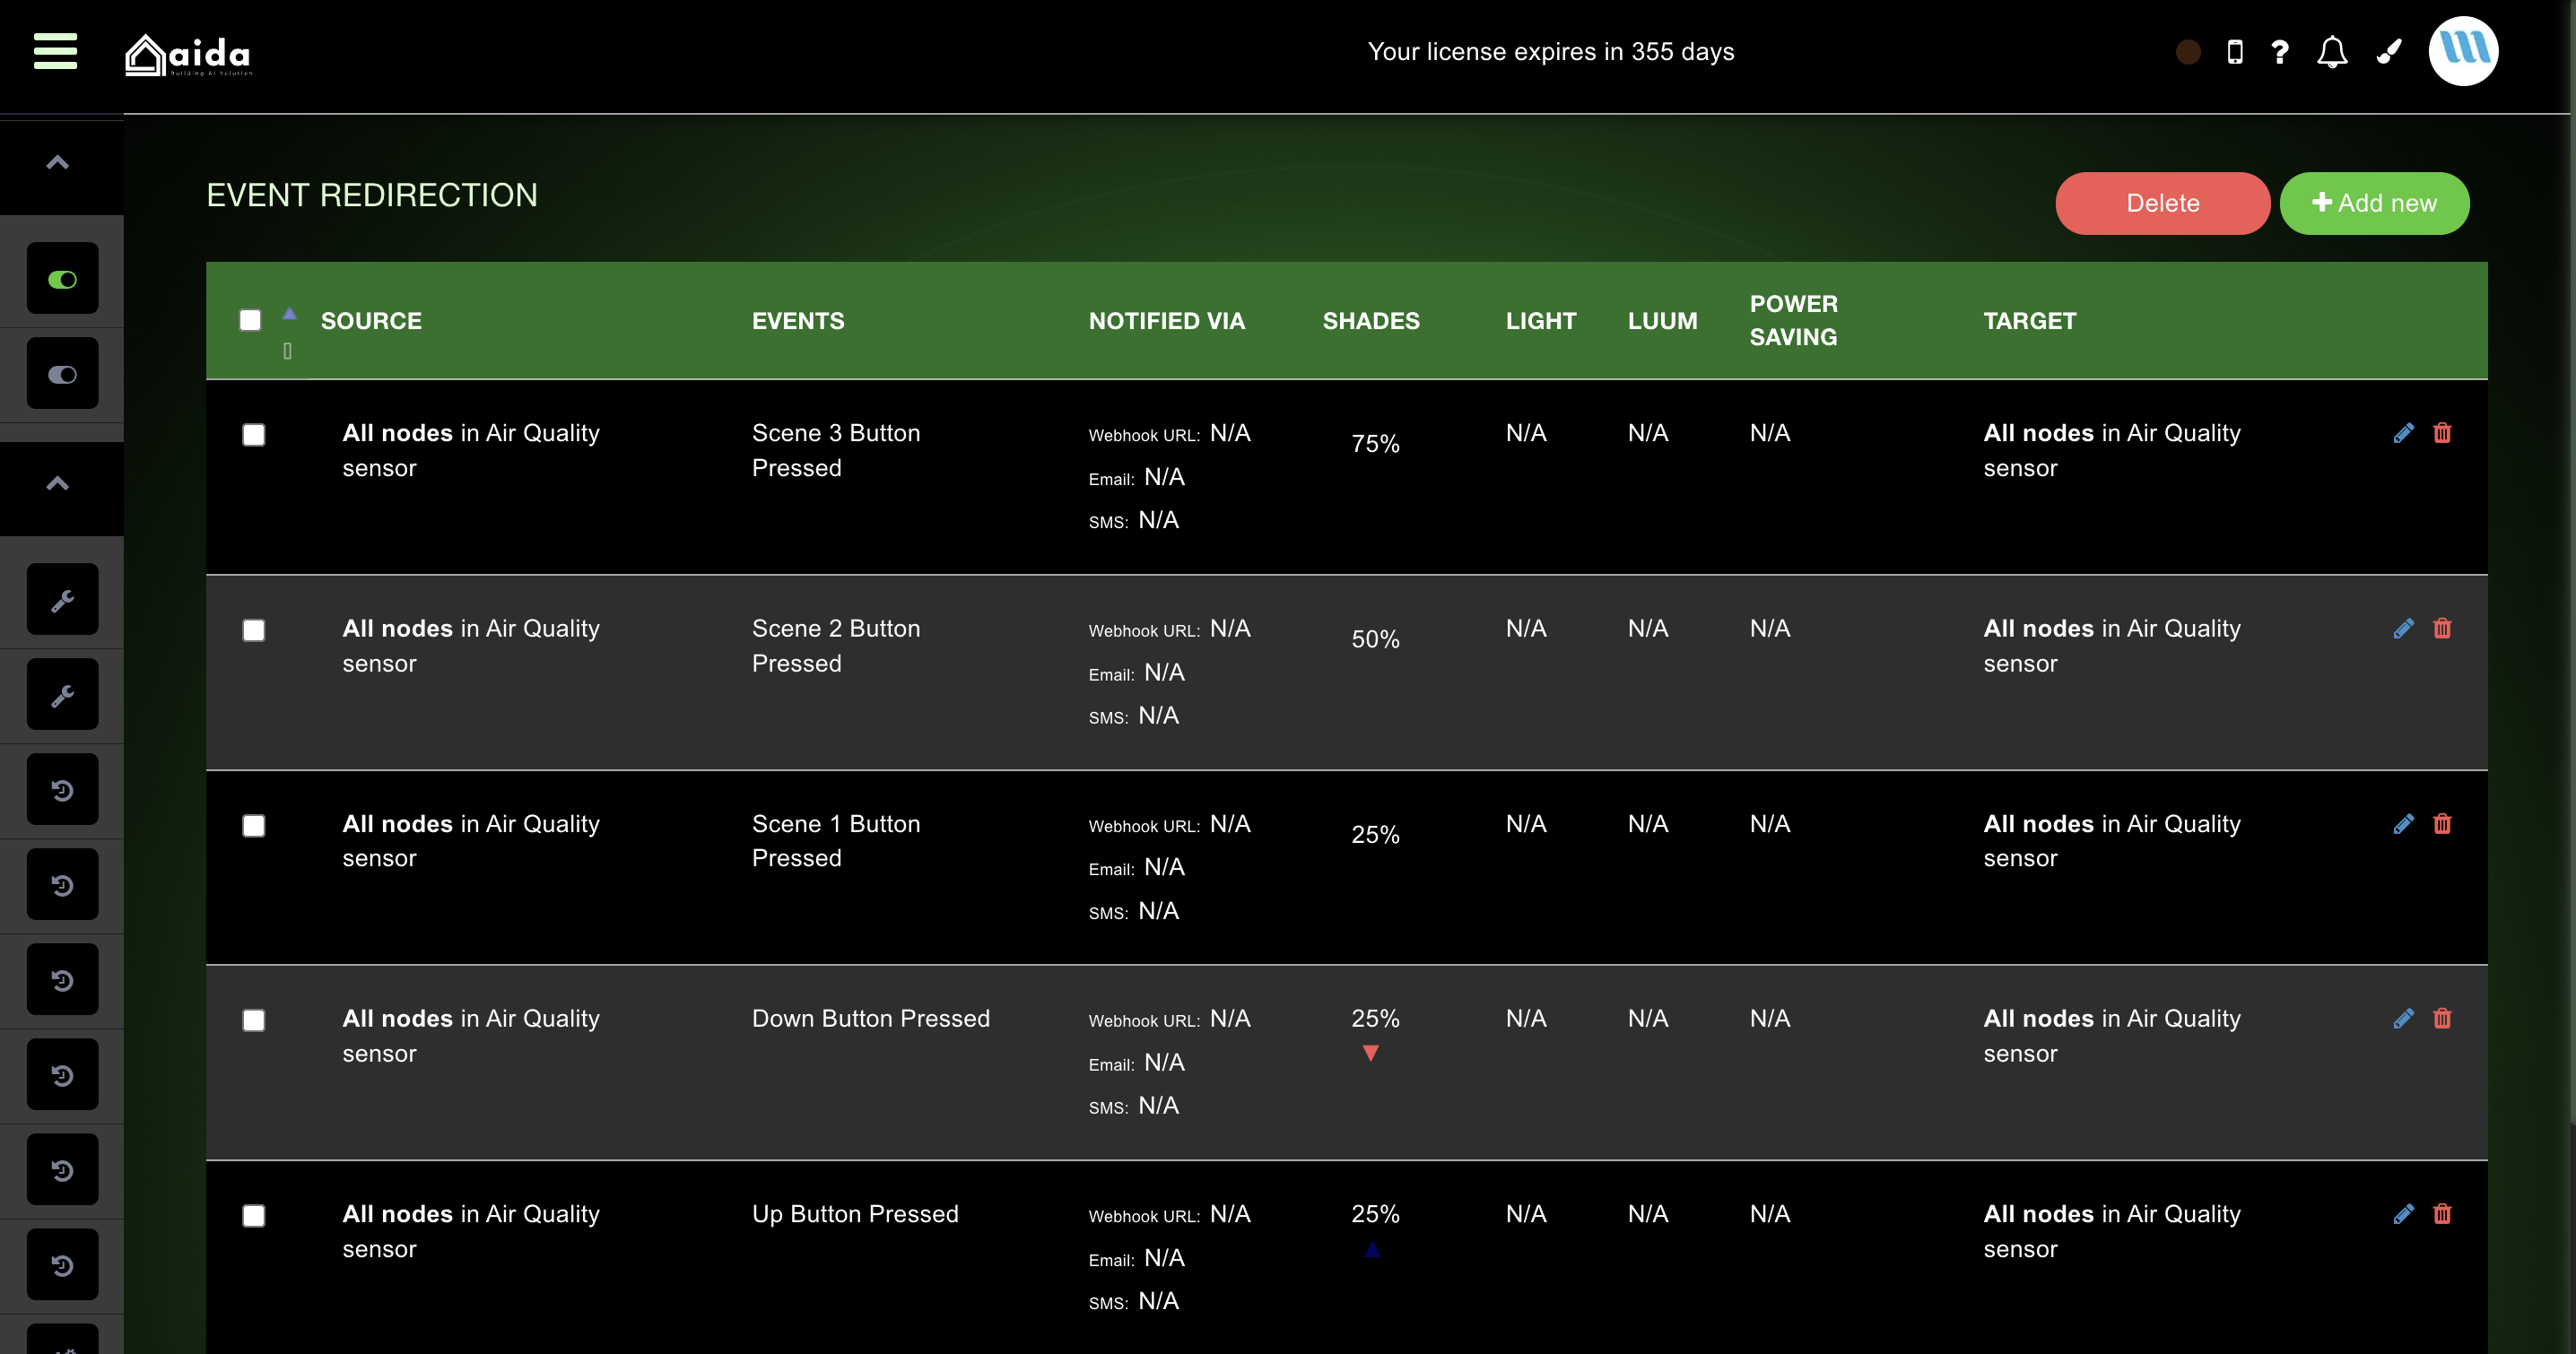 aida
Building AI Solution
Your license expires in 355 days
EVENT REDIRECTION
Delete
Add new
SOURCE
EVENTS
NOTIFIED VIA
SHADES
LIGHT
LUUM
POWER
SAVING
TARGET
All nodes in Air Quality
sensor
Scene 3 Button
Pressed
Webhook URL: N/A
Email: N/A
SMS: N/A
75%
N/A
N/A
N/A
All nodes in Air Quality
sensor
All nodes in Air Quality
sensor
Scene 2 Button
Pressed
Webhook URL: N/A
Email: N/A
SMS: N/A
50%
N/A
N/A
N/A
All nodes in Air Quality
sensor
All nodes in Air Quality
sensor
Scene 1 Button
Pressed
Webhook URL: N/A
Email: N/A
SMS: N/A
25%
N/A
N/A
N/A
All nodes in Air Quality
sensor
All nodes in Air Quality
sensor
Down Button Pressed
Webhook URL: N/A
Email: N/A
SMS: N/A
25%
N/A
N/A
N/A
All nodes in Air Quality
sensor
All nodes in Air Quality
sensor
Up Button Pressed
Webhook URL: N/A
Email: N/A
SMS: N/A
25%
N/A
N/A
N/A
All nodes in Air Quality
sensor